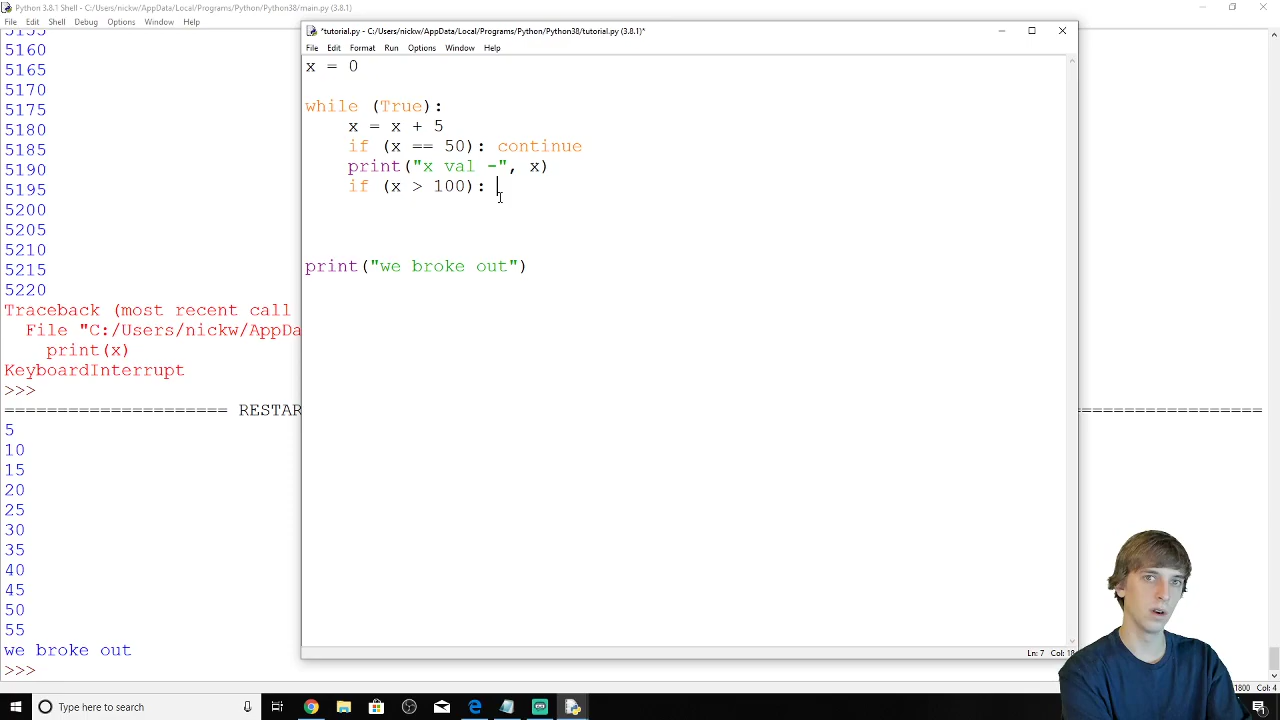 Python 3.8.1 Shell - C:/Users/nickw/AppData/Local/Programs/Python/Python38/main.py (3.8.1)
File Edit Shell Debug Options Window Help
5155
5160
5165
5170
5175
5180
5185
5190
5195
5200
5205
5210
5215
5220
Traceback (most recent call
File "C:/Users/nickw/AppDa
print(x)
KeyboardInterrupt
>>>
===================== RESTAR
5
10
15
20
25
30
35
40
45
50
55
we broke out
>>>
*tutorial.py - C:/Users/nickw/AppData/Local/Programs/Python/Python38/tutorial.py (3.8.1)*
File Edit Format Run Options Window Help
x = 0
while (True):
x = x + 5
if (x == 50): continue
print("x val -", x)
if (x > 100):
print("we broke out")
Ln: 7 Col: 18
1800 Col: 4
Type here to search